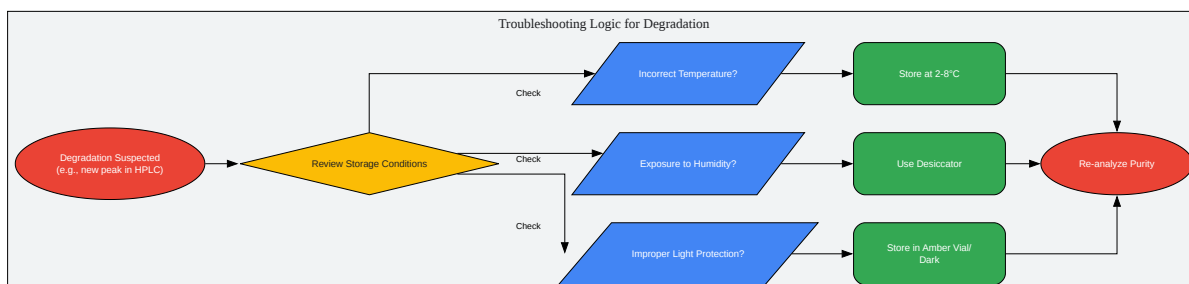 Troubleshooting Logic for Degradation
Degradation Suspected
(e.g., new peak in HPLC)
Review Storage Conditions
Check
Incorrect Temperature?
Store at 2-8°C
Check
Exposure to Humidity?
Use Desiccator
Check
Improper Light Protection?
Store in Amber Vial/
Dark
Re-analyze Purity